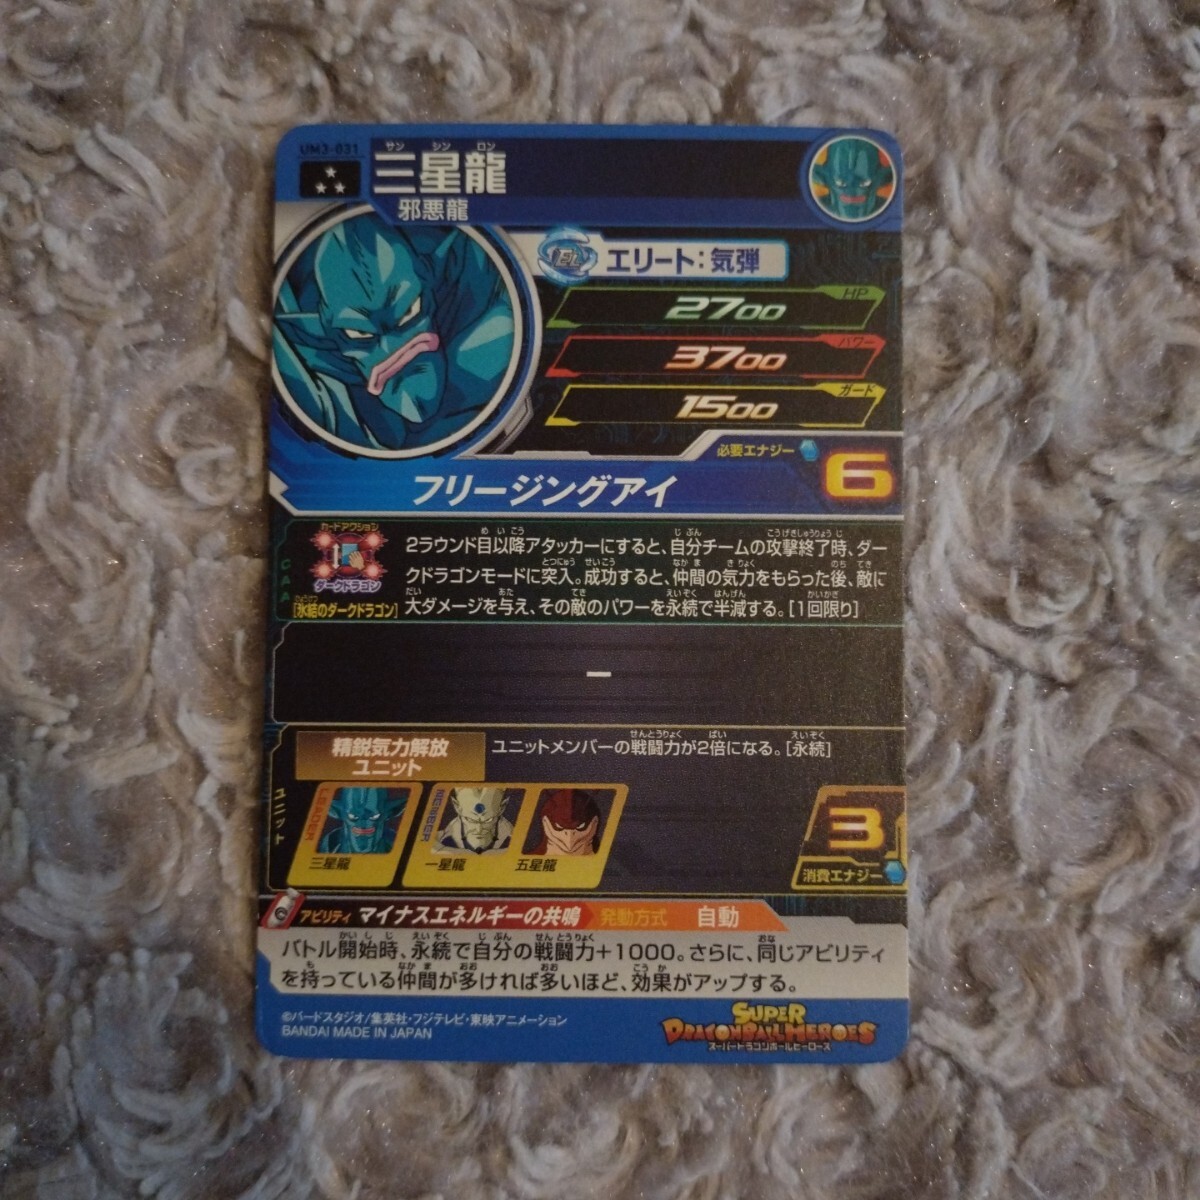 UM3-031
サン シン ロン
三星龍
邪悪龍
EL エリート:気弾
HP
2700
パワー
3700
ガード
1500
必要エナジー 6
フリージングアイ
CAA
カードアクション
ダークドラゴン
[氷結のダークドラゴン]
2ラウンド目以降アタッカーにすると、自分チームの攻撃終了時、ダー
クドラゴンモードに突入。成功すると、仲間の気力をもらった後、敵に
大ダメージを与え、その敵のパワーを永続で半減する。[1回限り]
ー
ユニット
精鋭気力解放
ユニット
ユニットメンバーの戦闘力が2倍になる。[永続]
LEADER
三星龍
MEMBER
一星龍
五星龍
3
消費エナジー
アビリティ マイナスエネルギーの共鳴 発動方式 自動
バトル開始時、永続で自分の戦闘力+1000。さらに、同じアビリティ
を持っている仲間が多ければ多いほど、効果がアップする。
©バードスタジオ/集英社・フジテレビ・東映アニメーション
BANDAI MADE IN JAPAN
SUPER
DRAGONBALL HEROES
スーパードラゴンボールヒーローズ